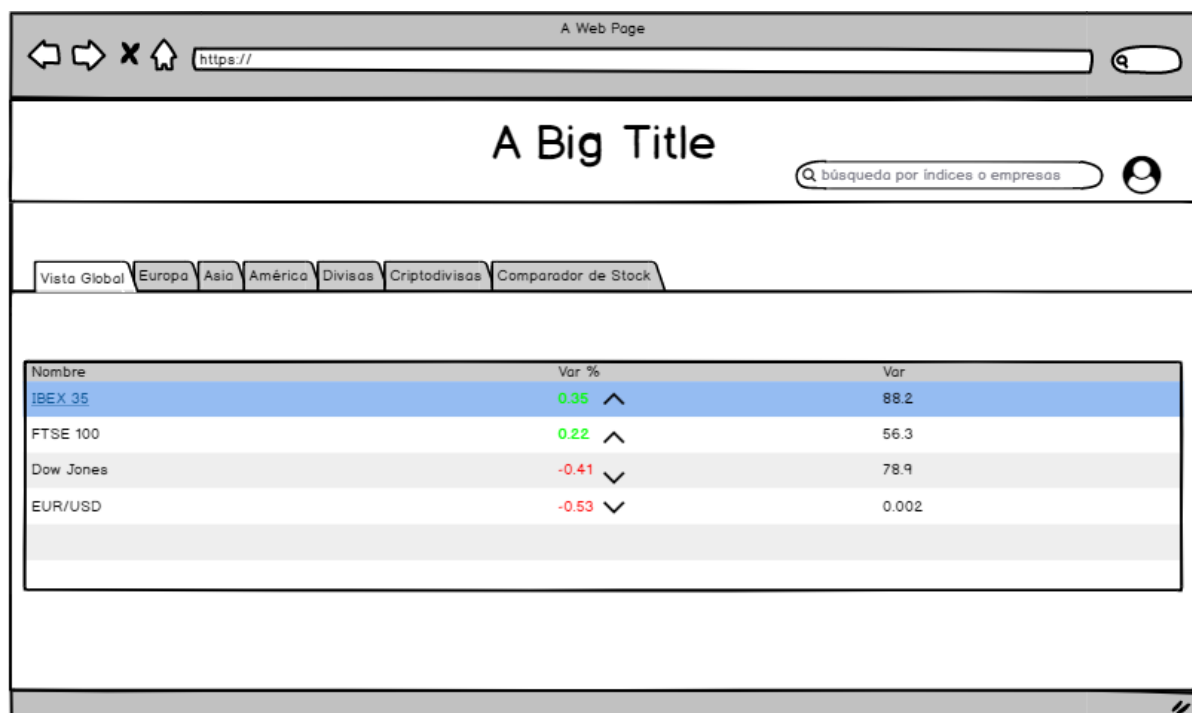 A Web Page
https://
A Big Title
búsqueda por índices o empresas
Vista Global Europa Asia América Divisas Criptodivisas Comparador de Stock
Nombre Var % Var
IBEX 35 0.35 88.2
FTSE 100 0.22 56.3
Dow Jones -0.41 78.9
EUR/USD -0.53 0.002